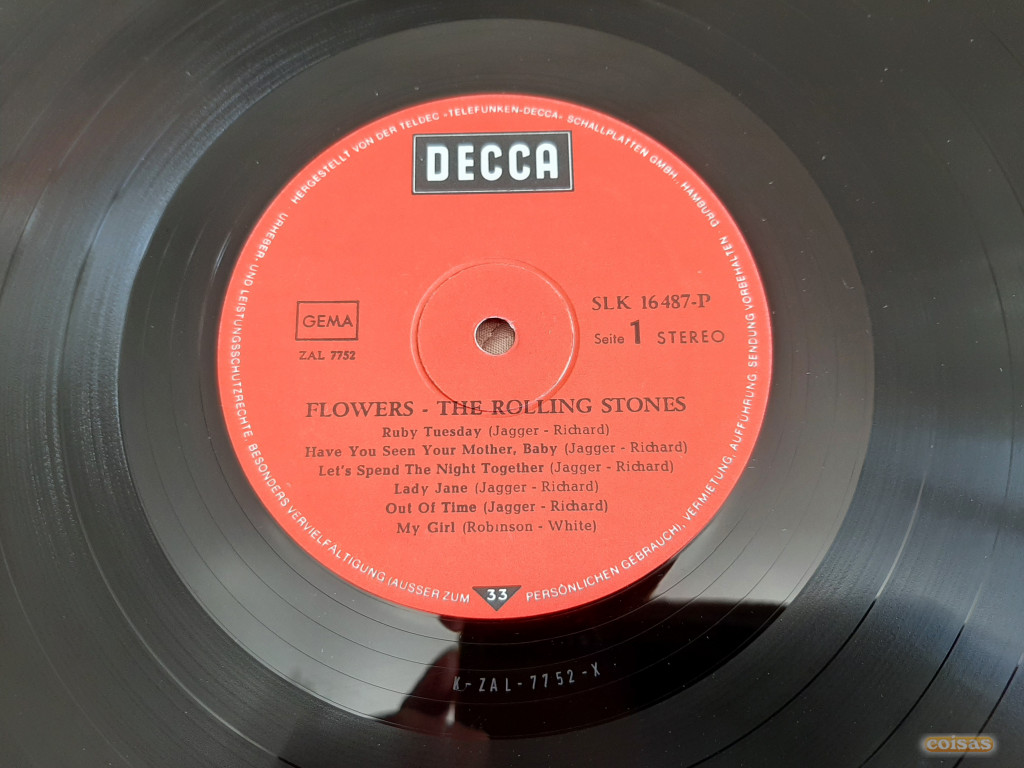 HERGESTELLT VON DER TELDEC »TELEFUNKEN-DECCA« SCHALLPLATTEN GMBH · HAMBURG
DECCA
GEMA
ZAL 7752
SLK 16487-P
Seite 1 STEREO
FLOWERS - THE ROLLING STONES
Ruby Tuesday (Jagger - Richard)
Have You Seen Your Mother, Baby (Jagger - Richard)
Let's Spend The Night Together (Jagger - Richard)
Lady Jane (Jagger - Richard)
Out Of Time (Jagger - Richard)
My Girl (Robinson - White)
URHEBER- UND LEISTUNGSSCHUTZRECHTE, BESONDERS VERVIELFÄLTIGUNG (AUSSER ZUM PERSÖNLICHEN GEBRAUCH), VERMIETUNG, AUFFÜHRUNG, SENDUNG VORBEHALTEN
33
K-ZAL-7752-X
coisas